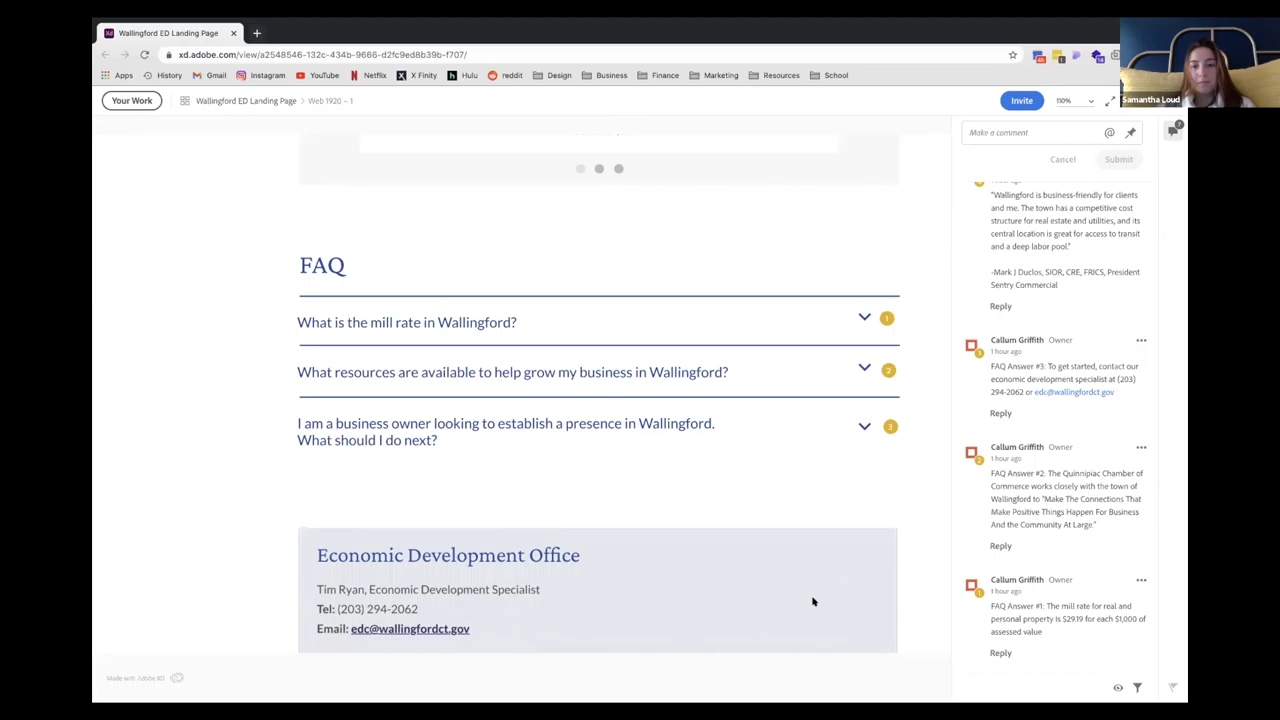 Wallingford ED Landing Page
xd.adobe.com/view/a2548546-132c-434b-9666-d2fc9ed8b39b-f707/
Apps History Gmail Instagram YouTube Netflix X Finity Hulu reddit Design Business Finance Marketing Resources School
Samantha Loud
Your Work Wallingford ED Landing Page > Web 1920 – 1 Invite 110%
Make a comment @
Cancel Submit
FAQ
What is the mill rate in Wallingford? 1
What resources are available to help grow my business in Wallingford? 2
I am a business owner looking to establish a presence in Wallingford.
What should I do next? 3
Economic Development Office
Tim Ryan, Economic Development Specialist
Tel: (203) 294-2062
Email: edc@wallingfordct.gov
Made with Adobe XD
"Wallingford is business-friendly for clients
and me. The town has a competitive cost
structure for real estate and utilities, and its
central location is great for access to transit
and a deep labor pool."
-Mark J Duclos, SIOR, CRE, FRICS, President
Sentry Commercial
Reply
Callum Griffith Owner
3 1 hour ago
FAQ Answer #3: To get started, contact our
economic development specialist at (203)
294-2062 or edc@wallingfordct.gov
Reply
Callum Griffith Owner
2 1 hour ago
FAQ Answer #2: The Quinnipiac Chamber of
Commerce works closely with the town of
Wallingford to "Make The Connections That
Make Positive Things Happen For Business
And the Community At Large."
Reply
Callum Griffith Owner
1 1 hour ago
FAQ Answer #1: The mill rate for real and
personal property is $29.19 for each $1,000 of
assessed value
Reply